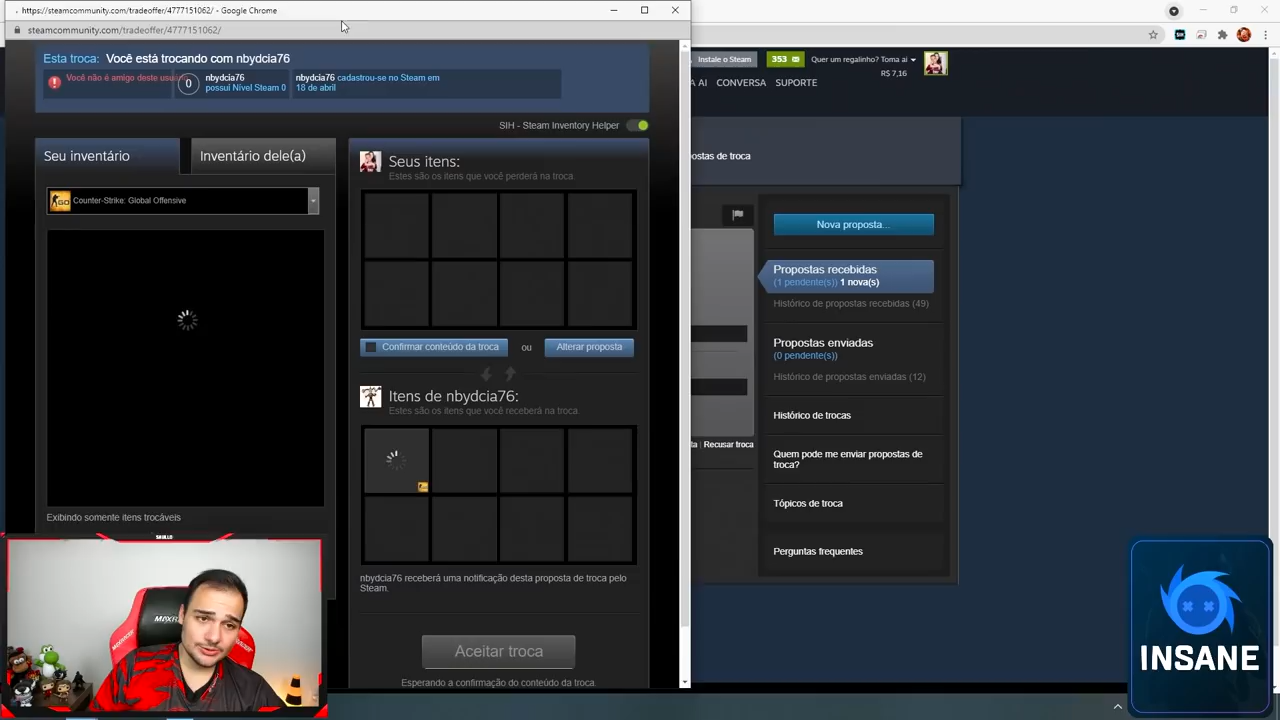 https://steamcommunity.com/tradeoffer/4777151062/ - Google Chrome
steamcommunity.com/tradeoffer/4777151062/
Esta troca: Você está trocando com nbydcia76
Você não é amigo deste
0
nbydcia76
possui Nível Steam 0
nbydcia76 cadastrou-se no Steam em
18 de abril
SIH - Steam Inventory Helper
Seu inventário
Inventário dele(a)
Counter-Strike: Global Offensive
Exibindo somente itens trocáveis
Seus itens:
Estes são os itens que você perderá na troca.
Confirmar conteúdo da troca
ou
Alterar proposta
Itens de nbydcia76:
Estes são os itens que você receberá na troca.
nbydcia76 receberá uma notificação desta proposta de troca pelo
Steam.
Aceitar troca
Esperando a confirmação do conteúdo da troca.
Instale o Steam
353
Quer um regalinho? Toma ai
R$ 7,16
AI
CONVERSA
SUPORTE
ostas de troca
Nova proposta...
Propostas recebidas
(1 pendente(s)) 1 nova(s)
Histórico de propostas recebidas (49)
Propostas enviadas
(0 pendente(s))
Histórico de propostas enviadas (12)
Histórico de trocas
Quem pode me enviar propostas de
troca?
Tópicos de troca
Perguntas frequentes
ta | Recusar troca
MAXRACER
INSANE